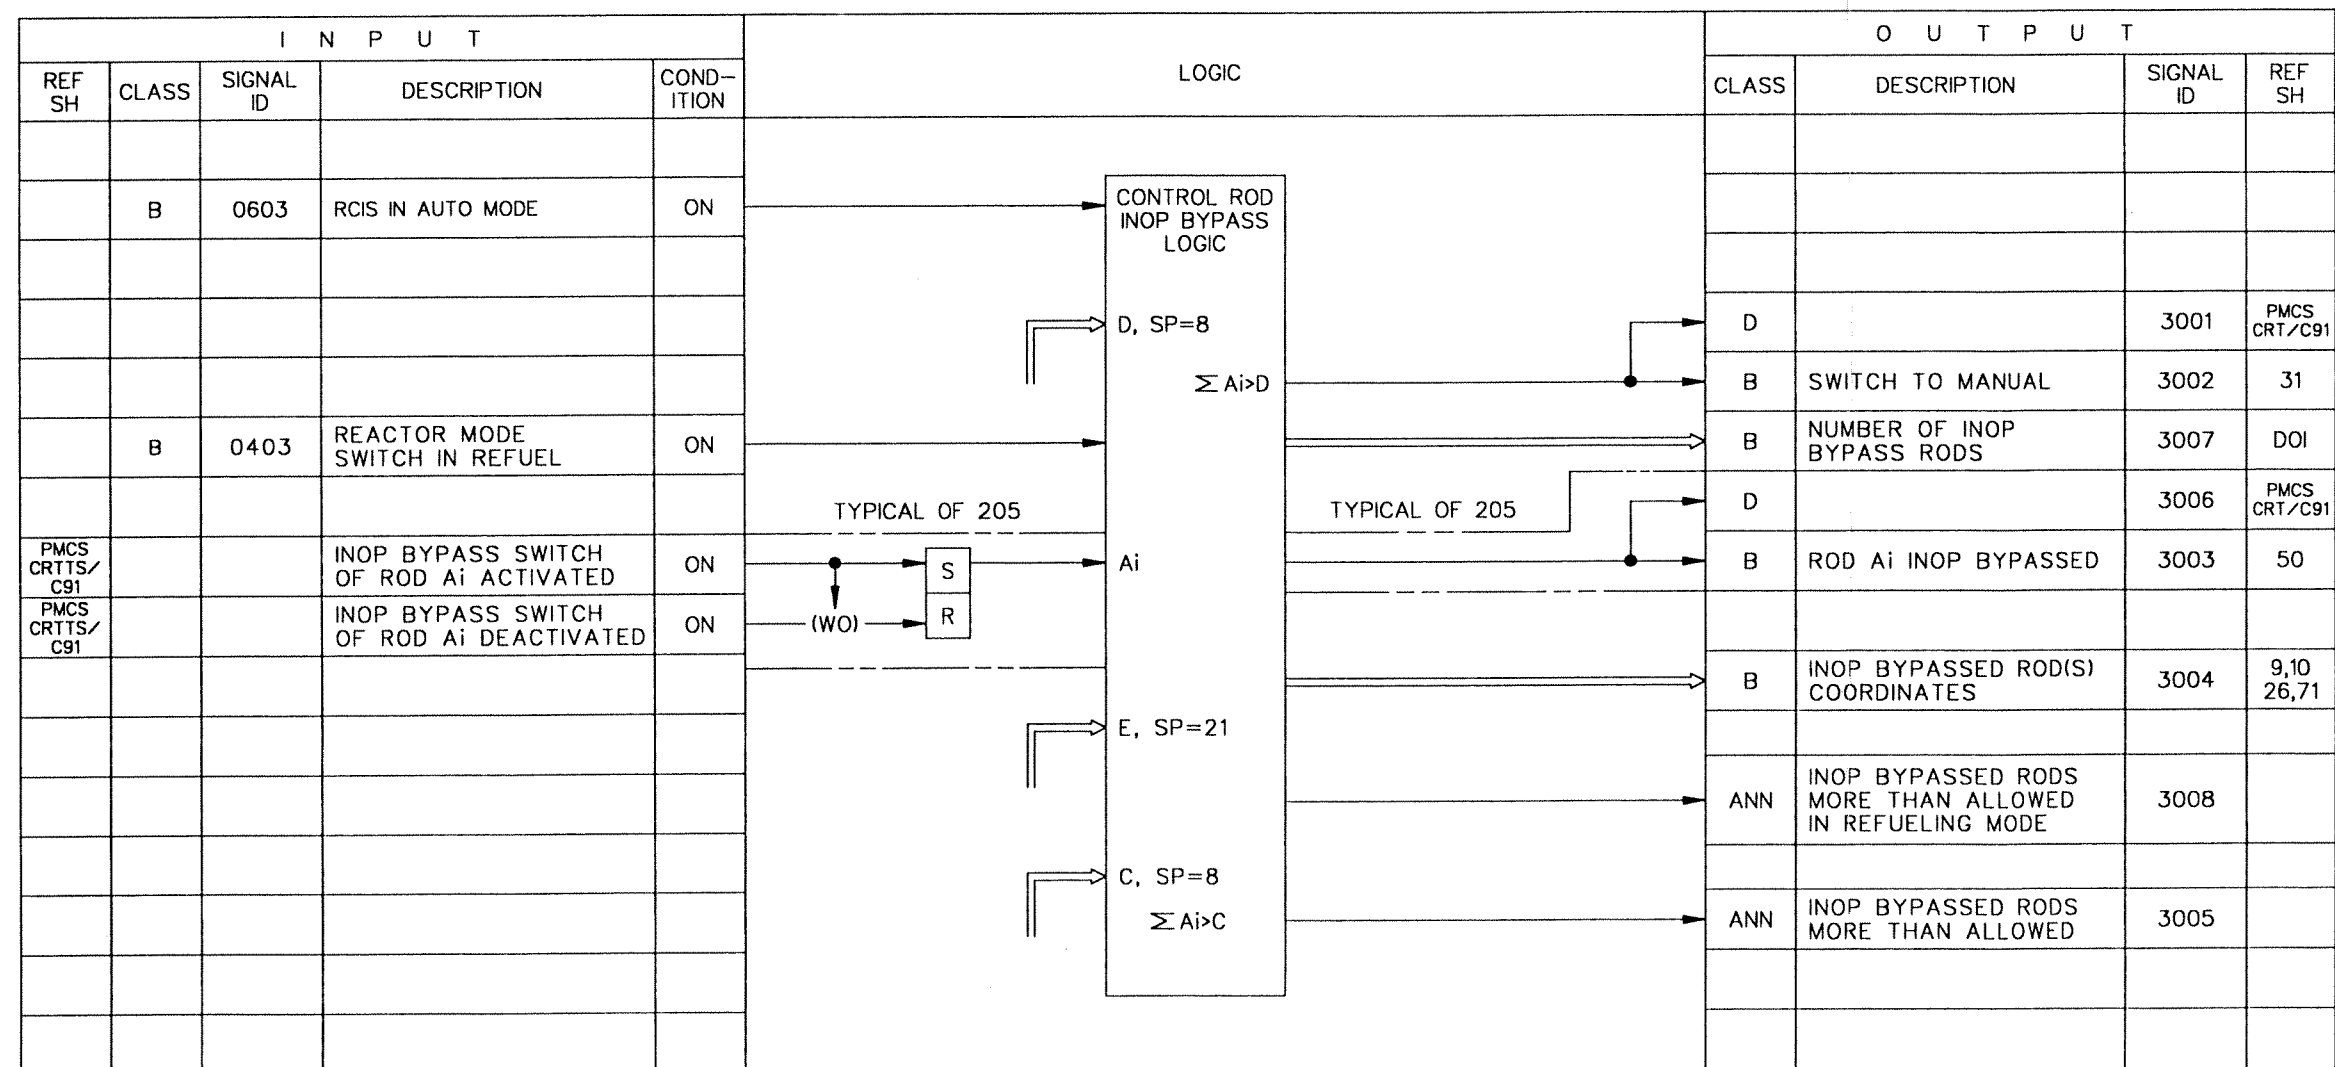 I N P U T
REF
SH
CLASS
SIGNAL
ID
DESCRIPTION
COND–
ITION
LOGIC
O U T P U T
CLASS
DESCRIPTION
SIGNAL
ID
REF
SH
B 0603 RCIS IN AUTO MODE ON
B 0403 REACTOR MODE
SWITCH IN REFUEL ON
PMCS
CRTTS/
C91
INOP BYPASS SWITCH
OF ROD Ai ACTIVATED
ON
PMCS
CRTTS/
C91
INOP BYPASS SWITCH
OF ROD Ai DEACTIVATED
ON
TYPICAL OF 205
S
R
(WO)
CONTROL ROD
INOP BYPASS
LOGIC
D, SP=8
∑ Ai>D
Ai
E, SP=21
C, SP=8
∑ Ai>C
TYPICAL OF 205
D 3001 PMCS
CRT/C91
B SWITCH TO MANUAL 3002 31
B NUMBER OF INOP
BYPASS RODS 3007 DOI
D 3006 PMCS
CRT/C91
B ROD Ai INOP BYPASSED 3003 50
B INOP BYPASSED ROD(S)
COORDINATES 3004 9,10
26,71
ANN INOP BYPASSED RODS
MORE THAN ALLOWED
IN REFUELING MODE 3008
ANN INOP BYPASSED RODS
MORE THAN ALLOWED 3005